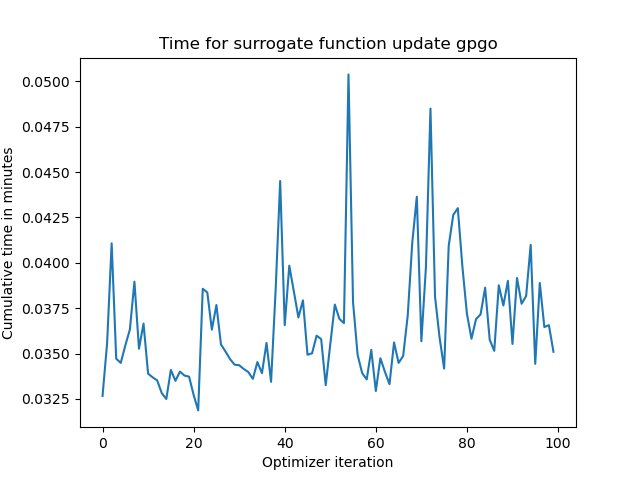 Time for surrogate function update gpgo
Cumulative time in minutes
0.0500
0.0475
0.0450
0.0425
0.0400
0.0375
0.0350
0.0325
0 20 40 60 80 100
Optimizer iteration